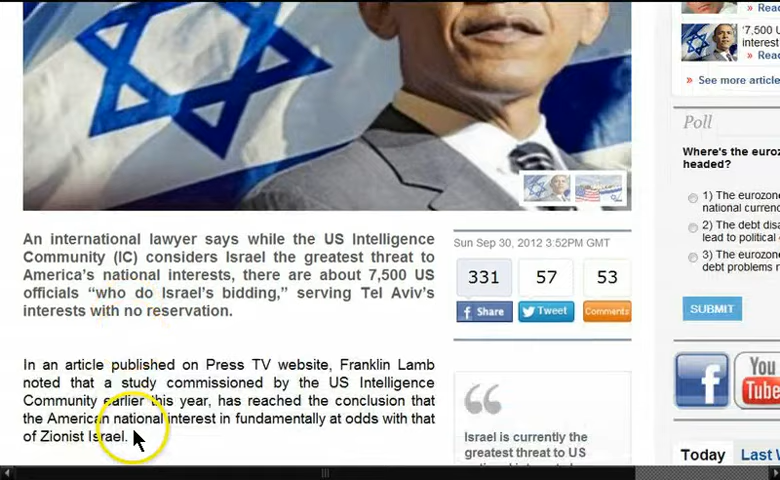 » Rea
'7,500 U
interest
» Rea
» See more article
Poll
Where's the euroz
headed?
1) The eurozone
national currenc
2) The debt disa
lead to political
3) The eurozone
debt problems r
SUBMIT
An international lawyer says while the US Intelligence
Community (IC) considers Israel the greatest threat to
America's national interests, there are about 7,500 US
officials “who do Israel's bidding,” serving Tel Aviv's
interests with no reservation.
Sun Sep 30, 2012 3:52PM GMT
331 57 53
Share Tweet Comments
In an article published on Press TV website, Franklin Lamb
noted that a study commissioned by the US Intelligence
Community earlier this year, has reached the conclusion that
the American national interest in fundamentally at odds with that
of Zionist Israel.
Israel is currently the
greatest threat to US
You
Tube
Today Last W